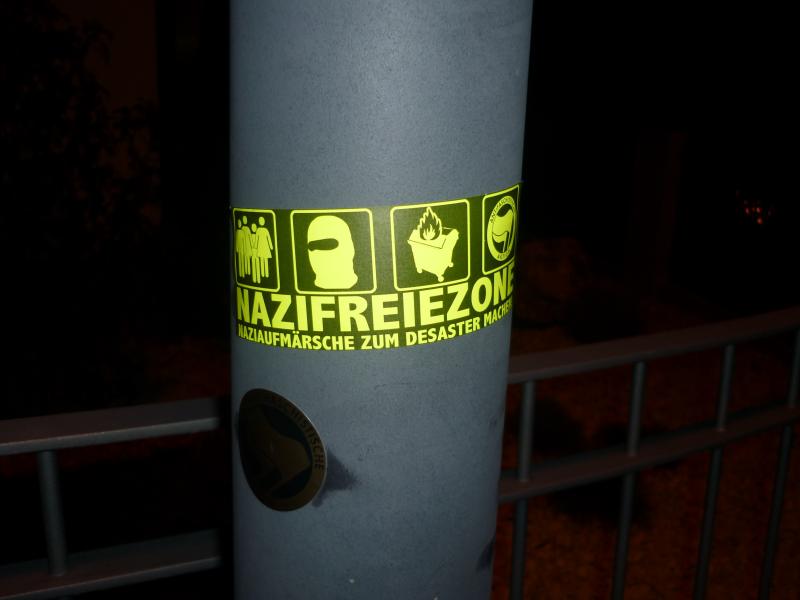 NAZIFREIEZONE
NAZIAUFMÄRSCHE ZUM DESASTER MACHEN